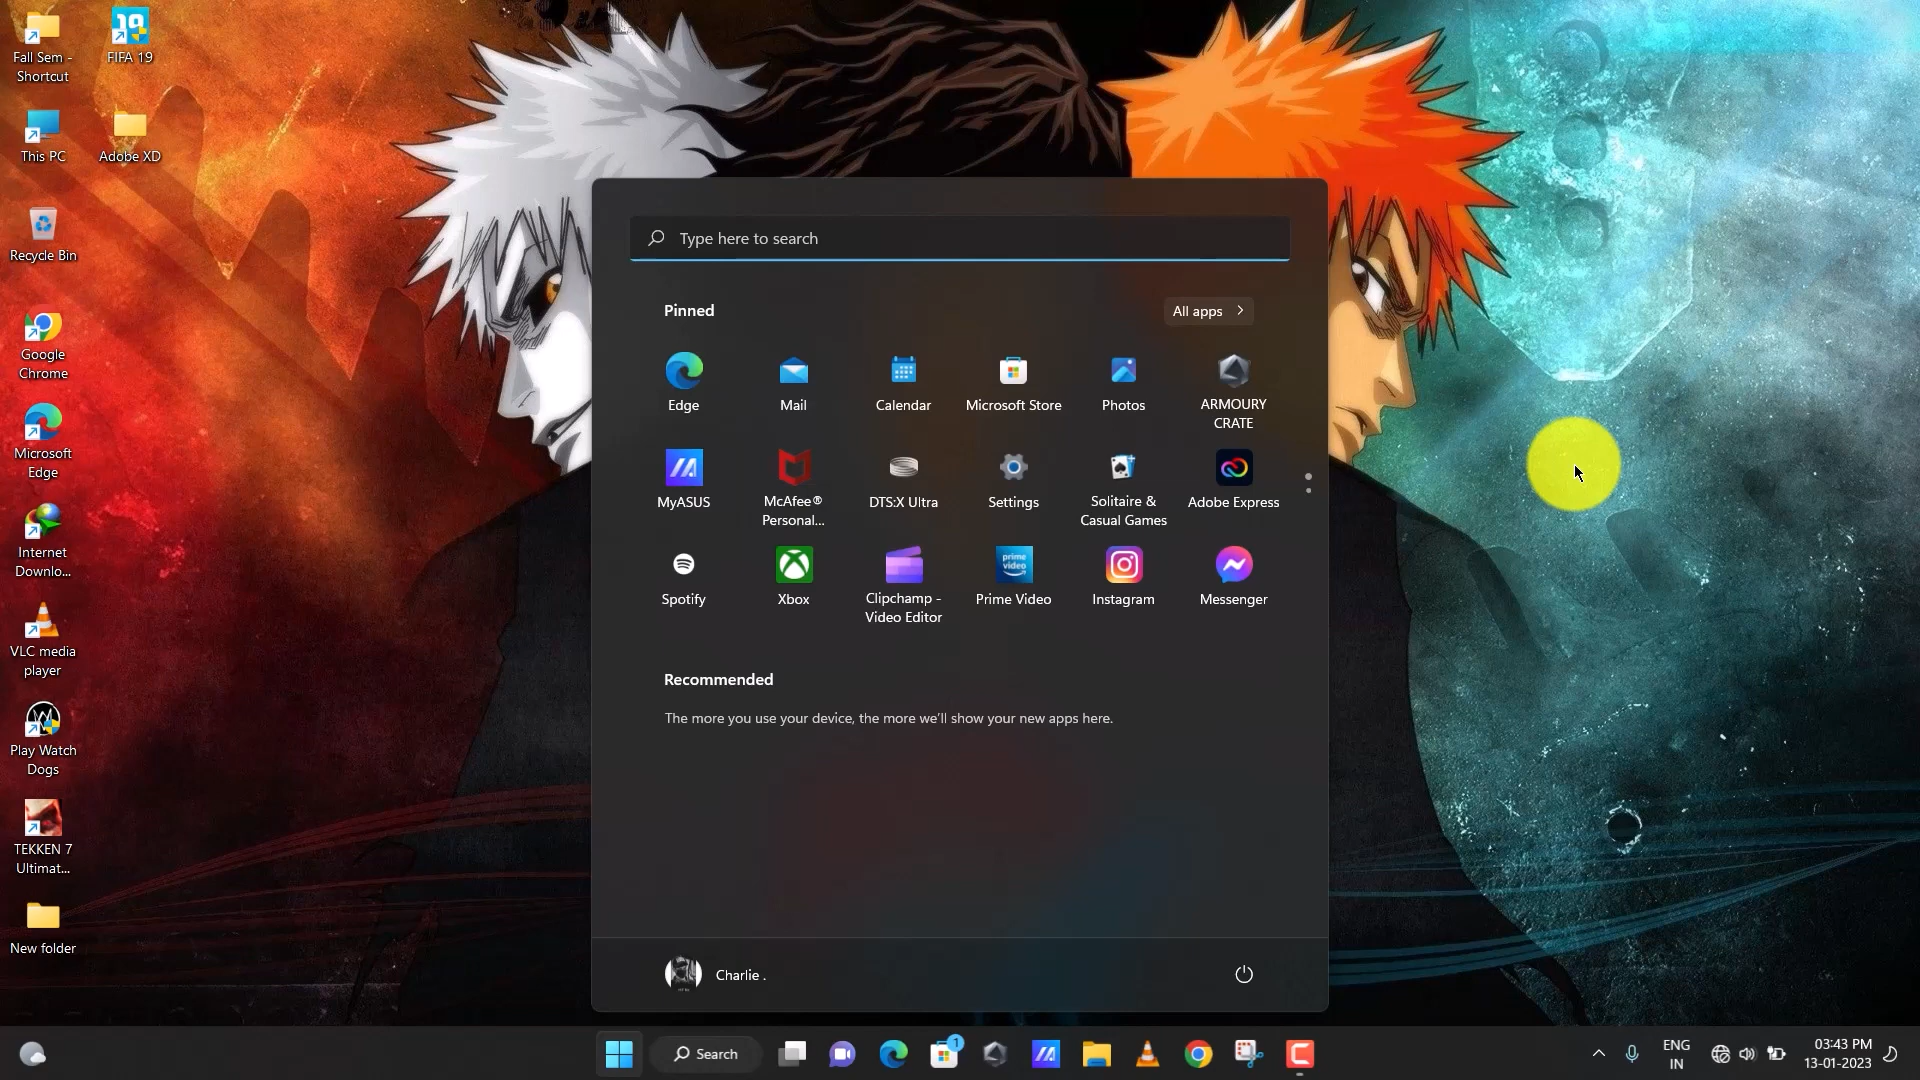 Fall Sem -
Shortcut
FIFA 19
This PC
Adobe XD
Recycle Bin
Google
Chrome
Microsoft
Edge
Internet
Downlo...
VLC media
player
Play Watch
Dogs
TEKKEN 7
Ultimat...
New folder
Type here to search
Pinned
All apps
Edge
Mail
Calendar
Microsoft Store
Photos
ARMOURY
CRATE
MyASUS
McAfee®
Personal...
DTS:X Ultra
Settings
Solitaire &
Casual Games
Adobe Express
Spotify
Xbox
Clipchamp -
Video Editor
prime
video
Prime Video
Instagram
Messenger
Recommended
The more you use your device, the more we'll show your new apps here.
Charlie .
Search
1
ENG
IN
03:43 PM
13-01-2023